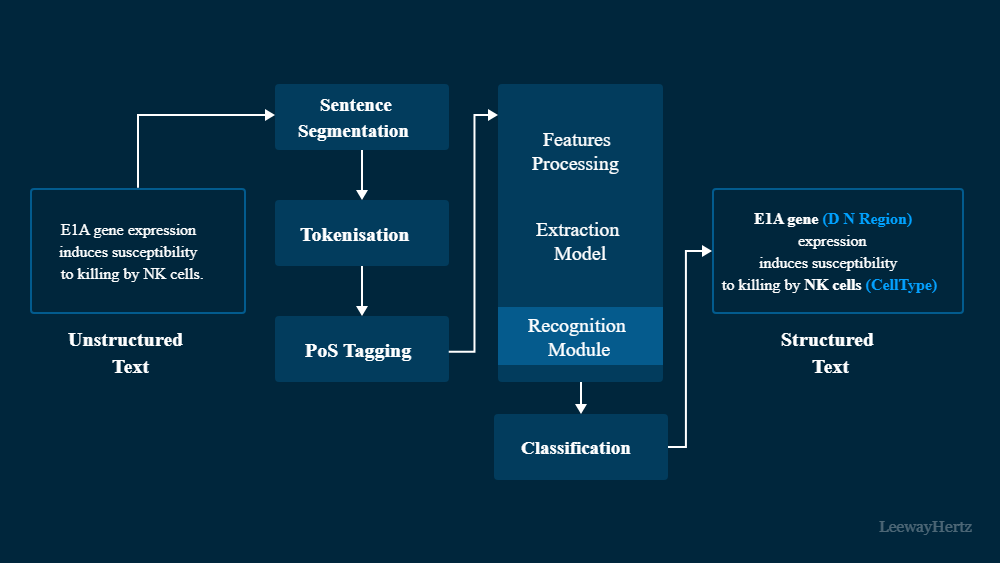 Sentence
Segmentation
Tokenisation
PoS Tagging
E1A gene expression
induces susceptibility
to killing by NK cells.
Unstructured
Text
Features
Processing
Extraction
Model
Recognition
Module
Classification
E1A gene (D N Region)
expression
induces susceptibility
to killing by NK cells (CellType)
Structured
Text
LeewayHertz